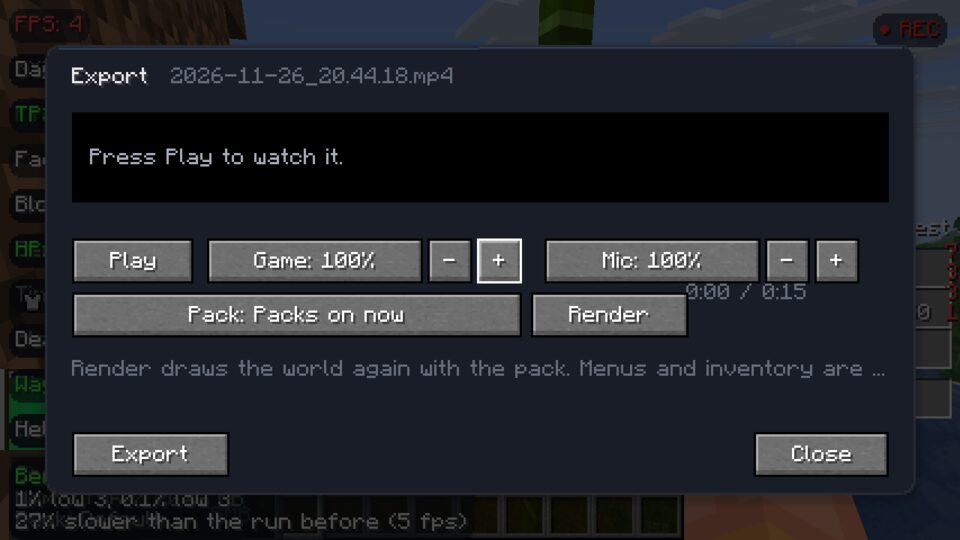 FPS: 4
REC
Export 2026-11-26_20.44.18.mp4
Press Play to watch it.
Play Game: 100% - + Mic: 100% - +
0:00 / 0:15
Pack: Packs on now Render
Render draws the world again with the pack. Menus and inventory are ...
Export Close
1% low 3, 0.1% low 3
27% slower than the run before (5 fps)